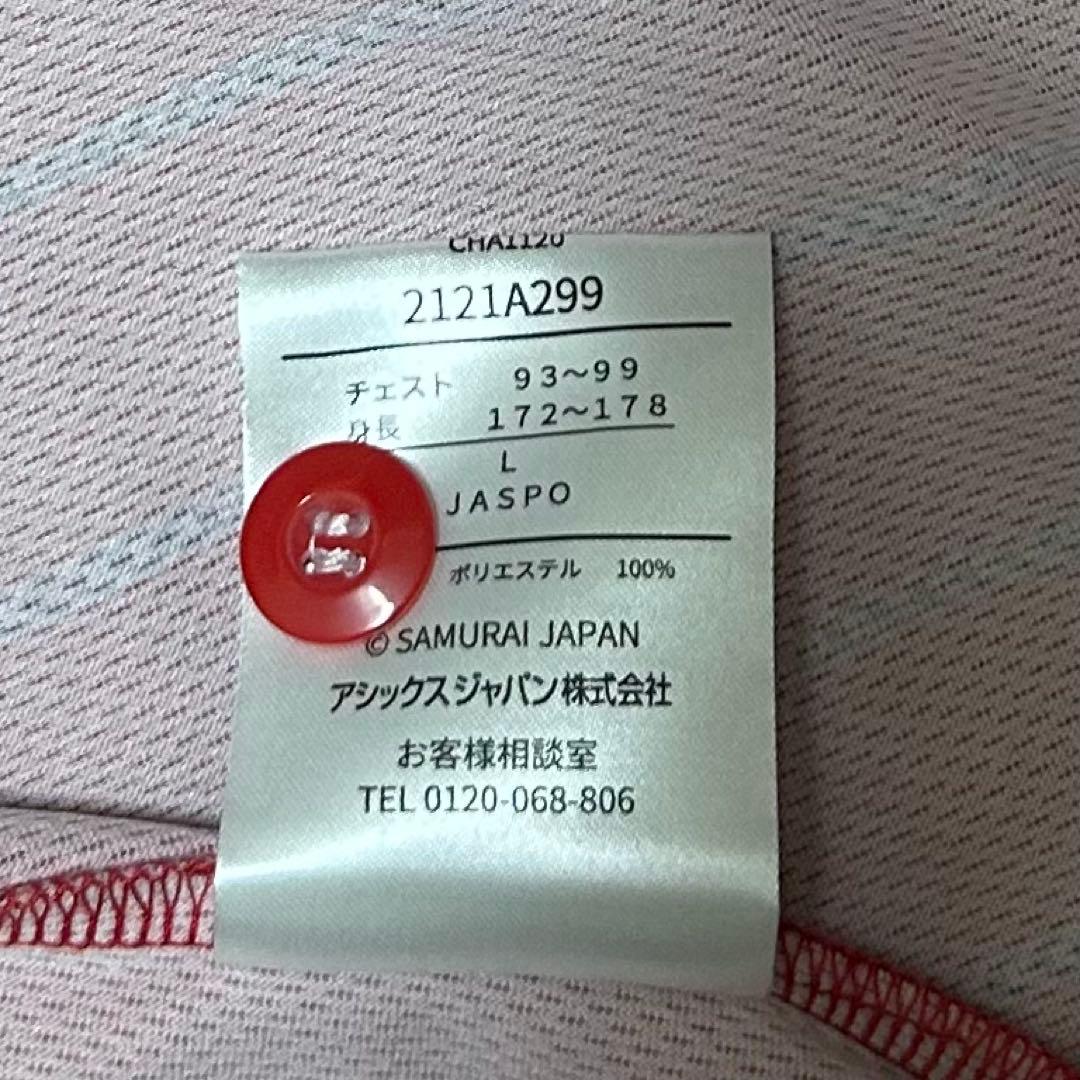 CHA1120
2121A299
チェスト 93～99
身長 172～178
L
JASPO
ポリエステル 100%
© SAMURAI JAPAN
アシックスジャパン株式会社
お客様相談室
TEL 0120-068-806